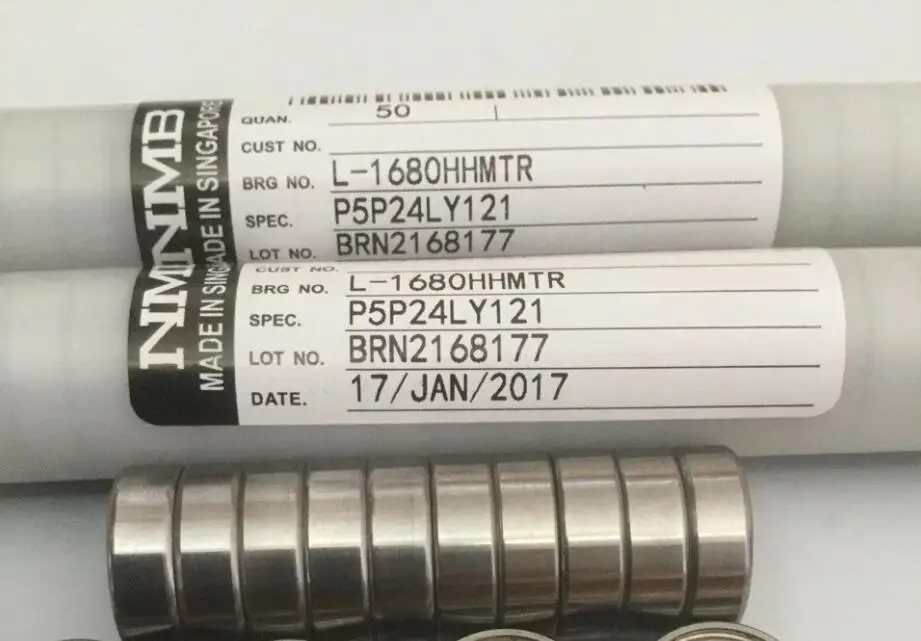 NMB
MADE IN SINGAPORE
QUAN. 50
CUST NO.
BRG NO. L-1680HHMTR
SPEC. P5P24LY121
LOT NO. BRN2168177
NMB
MADE IN SINGAPORE
CUST NO.
BRG NO. L-1680HHMTR
SPEC. P5P24LY121
LOT NO. BRN2168177
DATE. 17/JAN/2017